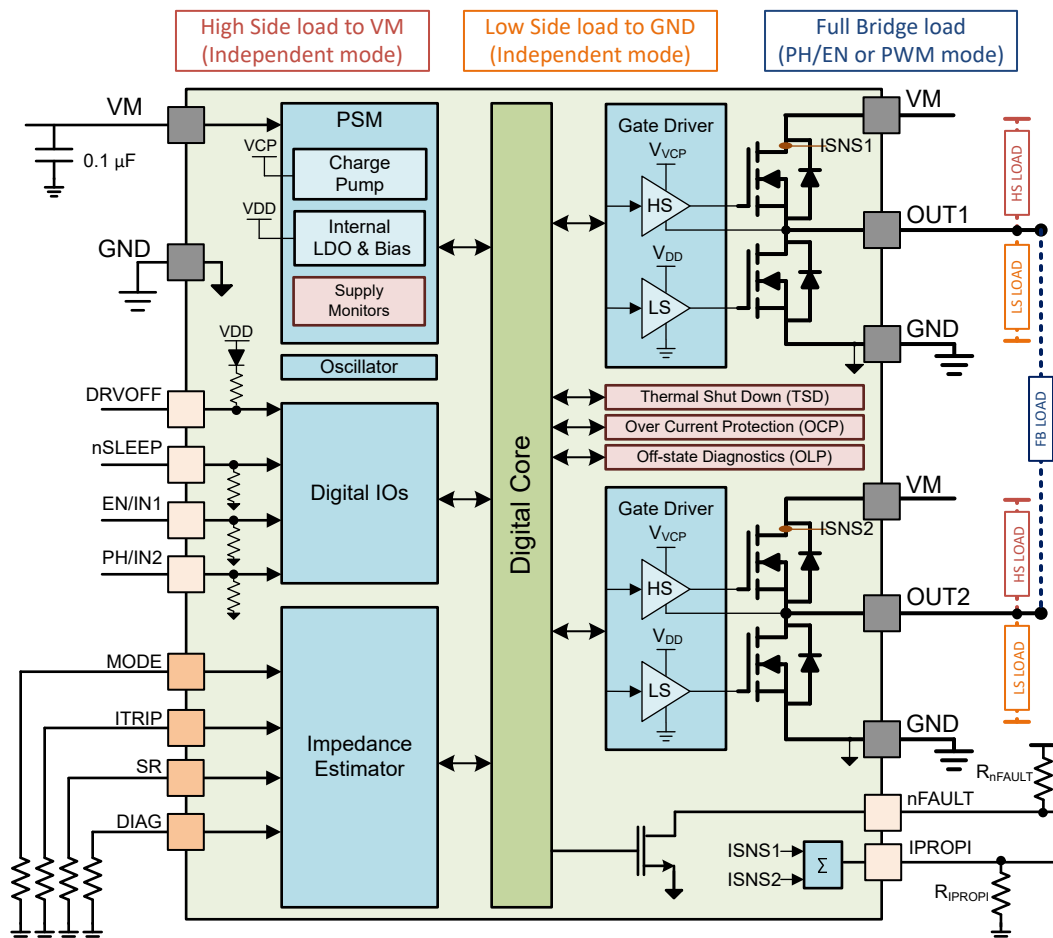 High Side load to VM
(Independent mode)
Low Side load to GND
(Independent mode)
Full Bridge load
(PH/EN or PWM mode)
VM
0.1 µF
GND
PSM
VCP
Charge
Pump
VDD
Internal
LDO & Bias
Supply
Monitors
Oscillator
VDD
DRVOFF
nSLEEP
EN/IN1
PH/IN2
Digital IOs
MODE
ITRIP
SR
DIAG
Impedance
Estimator
Digital Core
Gate Driver
VVCP
HS
VDD
LS
ISNS1
VM
OUT1
GND
HS LOAD
LS LOAD
FB LOAD
Thermal Shut Down (TSD)
Over Current Protection (OCP)
Off-state Diagnostics (OLP)
Gate Driver
VVCP
HS
VDD
LS
ISNS2
VM
OUT2
GND
HS LOAD
LS LOAD
RnFAULT
nFAULT
IPROPI
ISNS1
ISNS2
Σ
RIPROPI